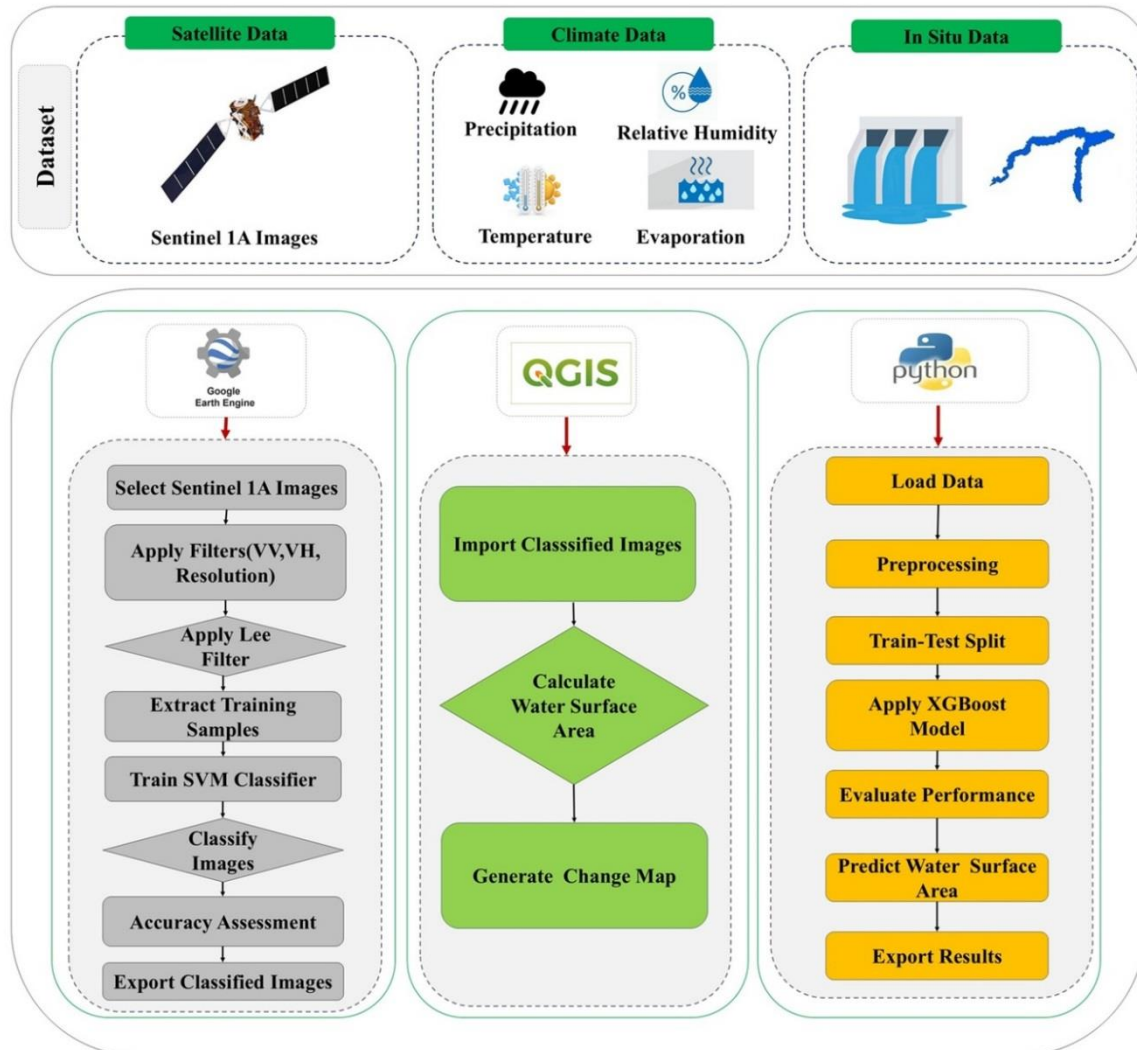 Dataset
Satellite Data
Sentinel 1A Images
Climate Data
Precipitation
%
Relative Humidity
Temperature
Evaporation
In Situ Data
Google
Earth Engine
Select Sentinel 1A Images
Apply Filters(VV,VH,
Resolution)
Apply Lee
Filter
Extract Training
Samples
Train SVM Classifier
Classify
Images
Accuracy Assessment
Export Classified Images
QGIS
Import Classsified Images
Calculate
Water Surface
Area
Generate Change Map
python
Load Data
Preprocessing
Train-Test Split
Apply XGBoost
Model
Evaluate Performance
Predict Water Surface
Area
Export Results